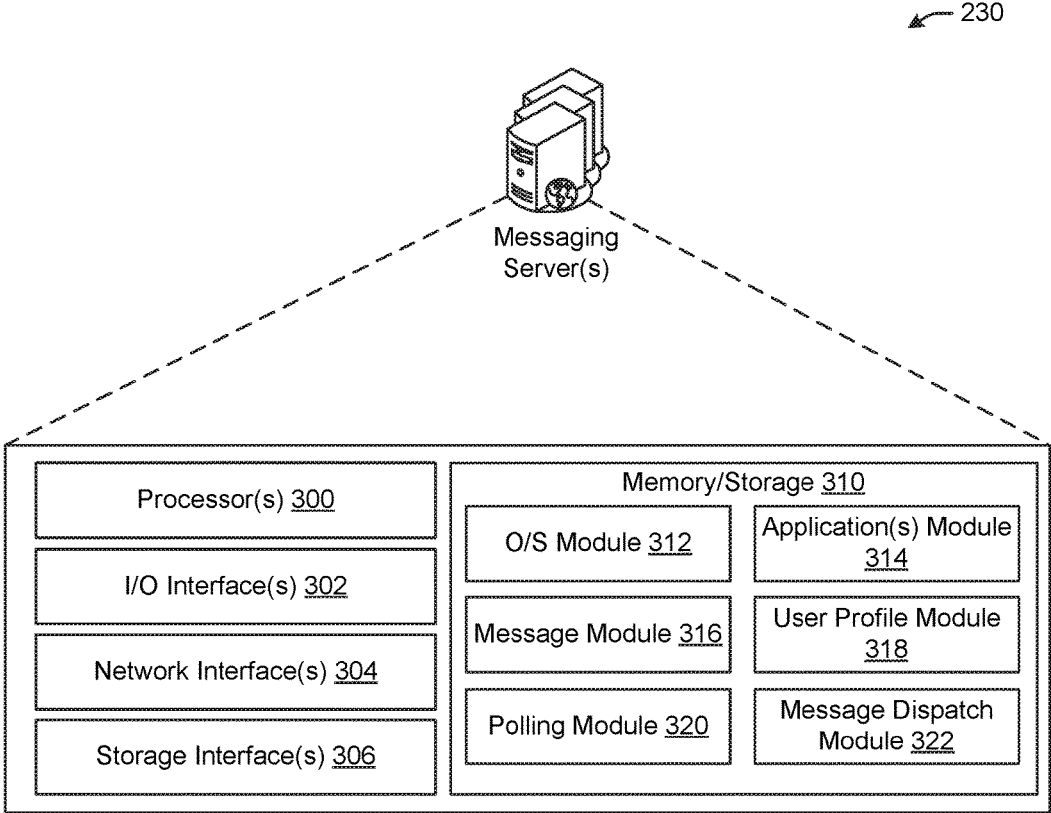 230
Messaging
Server(s)
Processor(s) 300
I/O Interface(s) 302
Network Interface(s) 304
Storage Interface(s) 306
Memory/Storage 310
O/S Module 312
Application(s) Module
314
Message Module 316
User Profile Module
318
Polling Module 320
Message Dispatch
Module 322